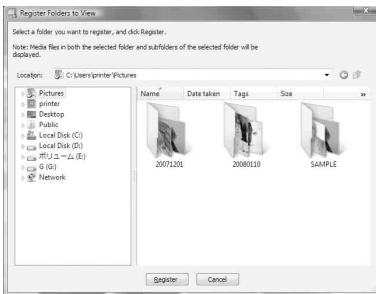 Register Folders to View
Select a folder you want to register, and click Register.
Note: Media files in both the selected folder and subfolders of the selected folder will be
displayed.
Location: C:\Users\printer\Pictures
Name Date taken Tags Size »
Pictures
printer
Desktop
Public
Local Disk (C:)
Local Disk (D:)
ボリューム (E:)
G (G:)
Network
20071201
20080110
SAMPLE
Register Cancel